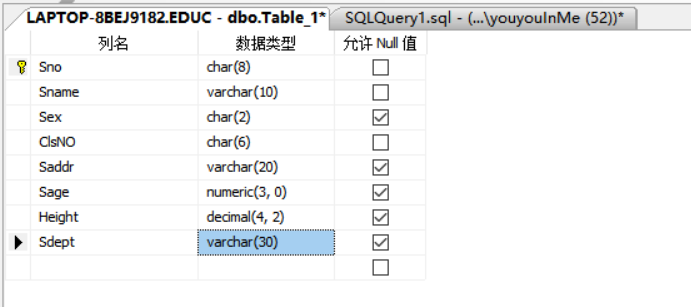 LAPTOP-8BEJ9182.EDUC - dbo.Table_1* SQLQuery1.sql - (...\youyouInMe (52))*
列名 数据类型 允许 Null 值
Sno char(8)
Sname varchar(10)
Sex char(2)
ClsNO char(6)
Saddr varchar(20)
Sage numeric(3, 0)
Height decimal(4, 2)
Sdept varchar(30)